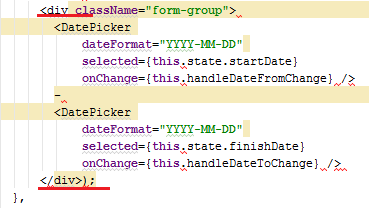 <div className="form-group">
<DatePicker
dateFormat="YYYY-MM-DD"
selected={this.state.startDate}
onChange={this.handleDateFromChange} />
-
<DatePicker
dateFormat="YYYY-MM-DD"
selected={this.state.finishDate}
onChange={this.handleDateToChange} />
</div>);
},